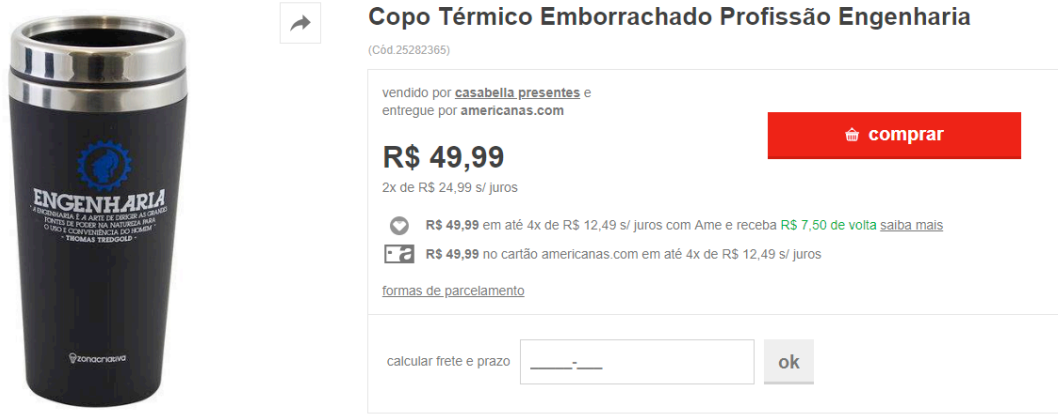 Copo Térmico Emborrachado Profissão Engenharia
(Cód.25282365)
vendido por casabella presentes e
entregue por americanas.com
comprar
R$ 49,99
2x de R$ 24,99 s/ juros
R$ 49,99 em até 4x de R$ 12,49 s/ juros com Ame e receba R$ 7,50 de volta saiba mais
a R$ 49,99 no cartão americanas.com em até 4x de R$ 12,49 s/ juros
formas de parcelamento
calcular frete e prazo _____-___ ok
ENGENHARIA
"A ENGENHARIA É A ARTE DE DIRIGIR AS GRANDES
FONTES DE PODER NA NATUREZA PARA
O USO E CONVENIÊNCIA DO HOMEM"
- THOMAS TREDGOLD -
zonacriativa